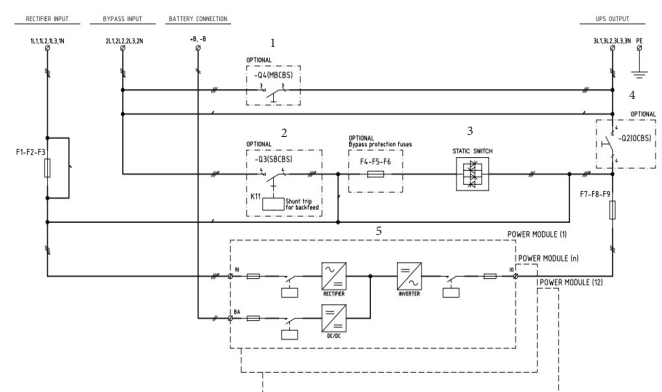 RECTIFIER INPUT
BYPASS INPUT
BATTERY CONNECTION
UPS OUTPUT
1L1,1L2,1L3,1N
2L1,2L2,2L3,2N
+B, -B
3L1,3L2,3L3,3N
PE
1
OPTIONAL
-Q4(MBCBS)
4
OPTIONAL
-Q2(OCBS)
2
OPTIONAL
-Q3(SBCBS)
K11
Shunt trip
for backfeed
OPTIONAL
Bypass protection fuses
F4-F5-F6
3
STATIC SWITCH
F1-F2-F3
F7-F8-F9
5
POWER MODULE (1)
POWER MODULE (n)
POWER MODULE (12)
RI
RECTIFIER
INVERTER
IO
BA
DC/DC